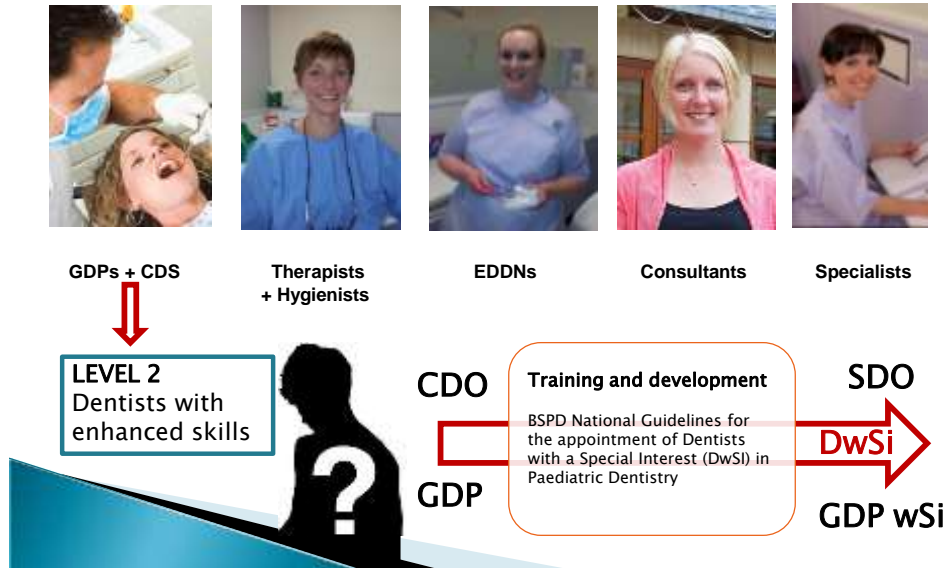 GDPs + CDS
Therapists
+ Hygienists
EDDNs
Consultants
Specialists
LEVEL 2
Dentists with
enhanced skills
?
CDO
GDP
Training and development
BSPD National Guidelines for
the appointment of Dentists
with a Special Interest (DwSI) in
Paediatric Dentistry
SDO
DwSi
GDP wSi